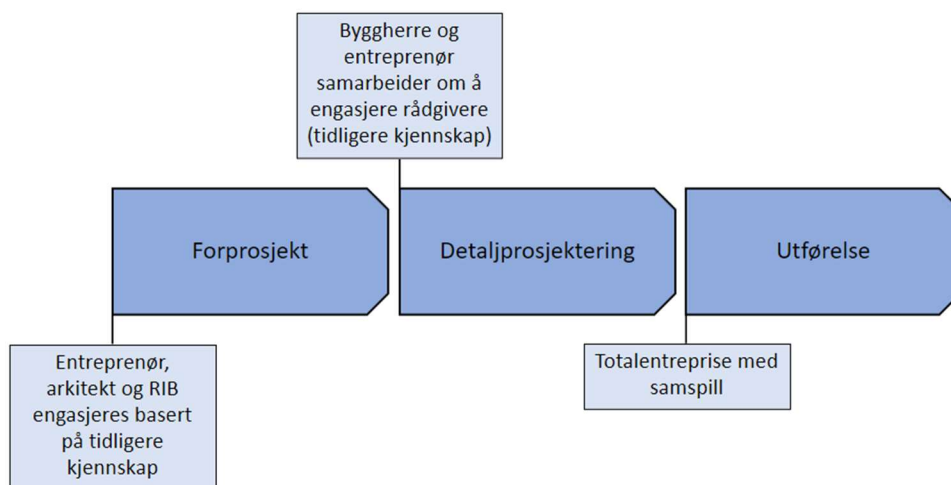 Byggherre og
entreprenør
samarbeider om å
engasjere rådgivere
(tidligere kjennskap)
Forprosjekt
Detaljprosjektering
Utførelse
Entreprenør,
arkitekt og RIB
engasjeres basert
på tidligere
kjennskap
Totalentreprise med
samspill